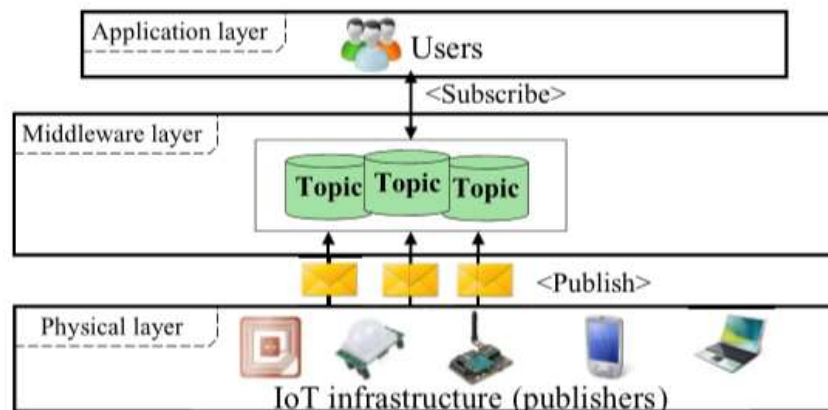 Application layer
Users
<Subscribe>
Middleware layer
Topic
Topic
Topic
<Publish>
Physical layer
IoT infrastructure (publishers)